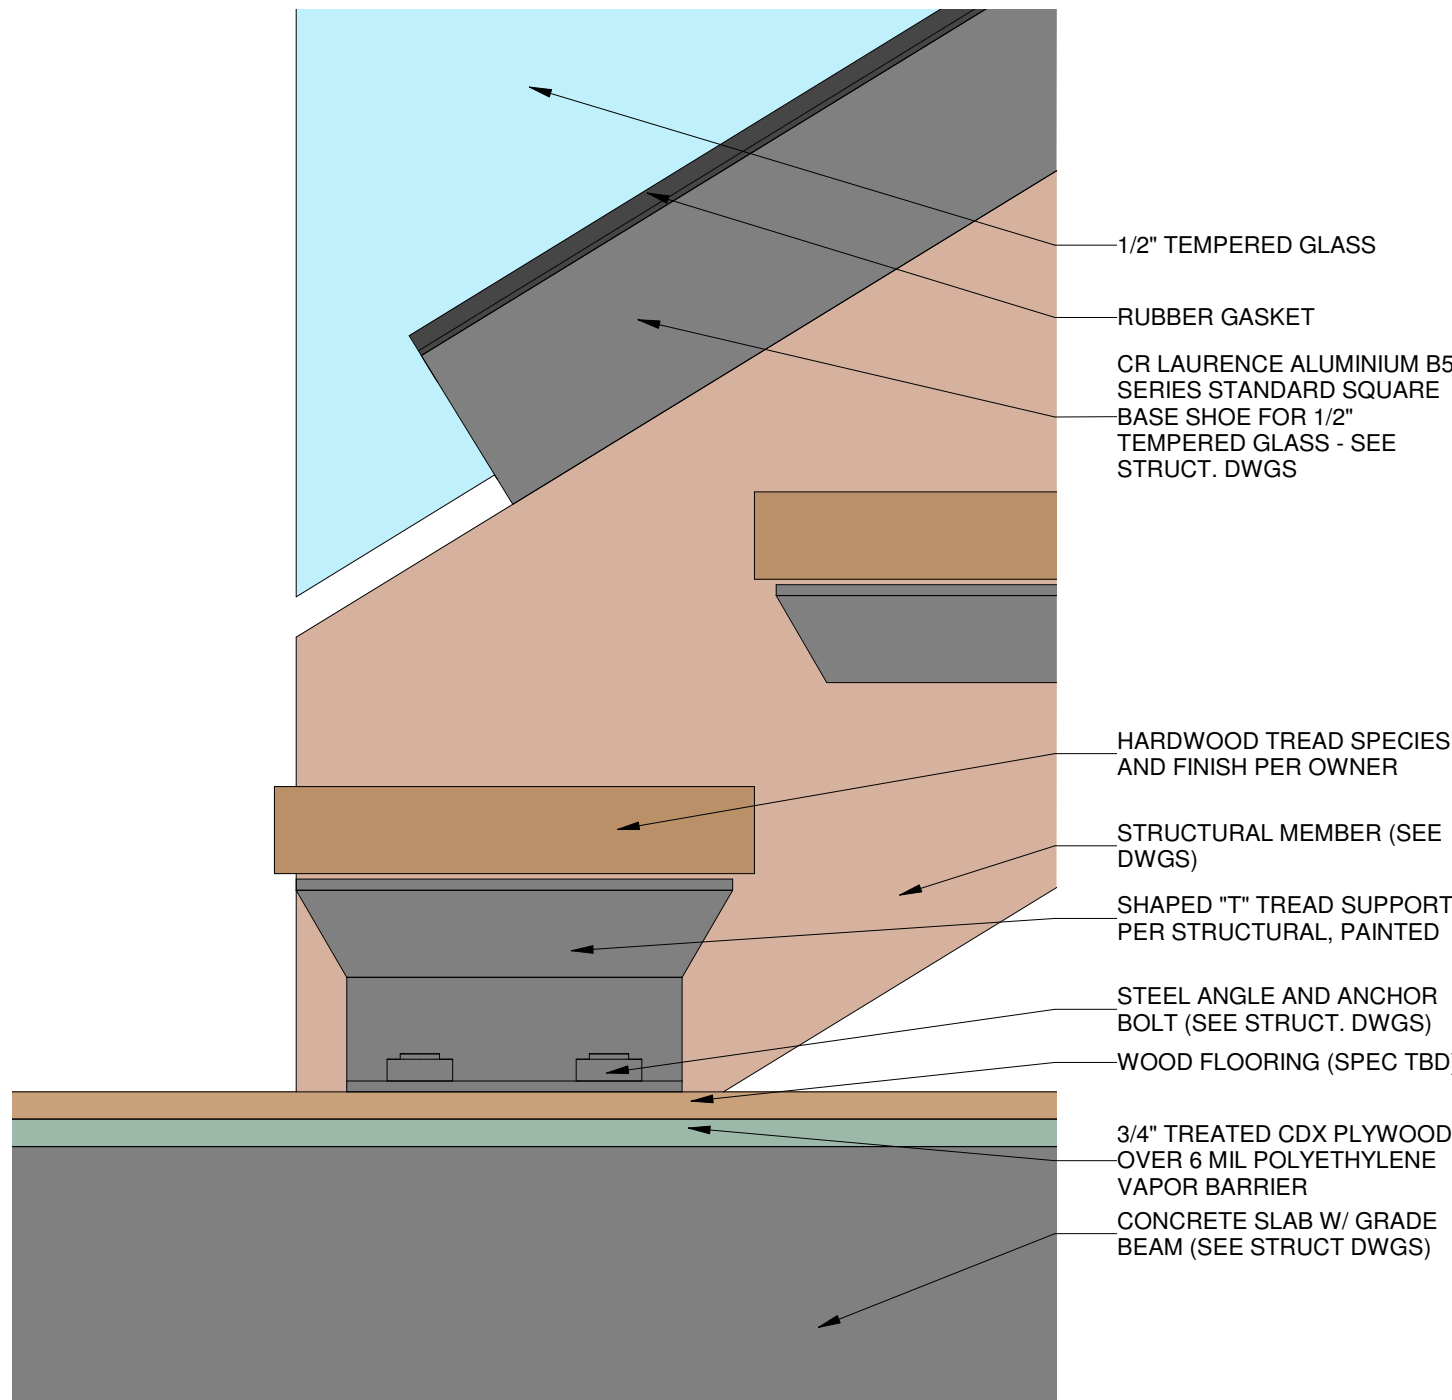 1/2" TEMPERED GLASS
RUBBER GASKET
CR LAURENCE ALUMINIUM B5
SERIES STANDARD SQUARE
BASE SHOE FOR 1/2"
TEMPERED GLASS - SEE
STRUCT. DWGS
HARDWOOD TREAD SPECIES
AND FINISH PER OWNER
STRUCTURAL MEMBER (SEE
DWGS)
SHAPED "T" TREAD SUPPORT
PER STRUCTURAL, PAINTED
STEEL ANGLE AND ANCHOR
BOLT (SEE STRUCT. DWGS)
WOOD FLOORING (SPEC TBD)
3/4" TREATED CDX PLYWOOD
OVER 6 MIL POLYETHYLENE
VAPOR BARRIER
CONCRETE SLAB W/ GRADE
BEAM (SEE STRUCT DWGS)